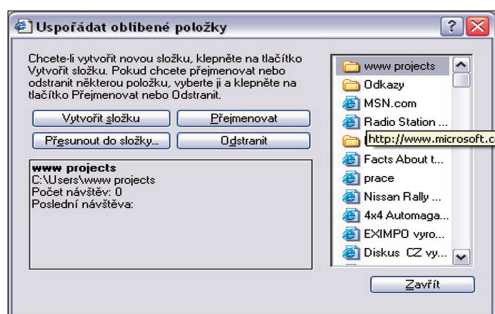 Uspořádat oblíbené položky
Chcete-li vytvořit novou složku, klepněte na tlačítko
Vytvořit složku. Pokud chcete přejmenovat nebo
odstranit některou položku, vyberte ji a klepněte na
tlačítko Přejmenovat nebo Odstranit.
Vytvořit složku
Přejmenovat
Přesunout do složky...
Odstranit
www projects
C:\Users\www projects
Počet návštěv: 0
Poslední návštěva:
www projects
Odkazy
MSN.com
Radio Station ...
http://www.microsoft.c
Facts About t...
prace
Nissan Rally ...
4x4 Automaga...
EXIMPO vyro...
Diskus CZ vy...
Zavřít